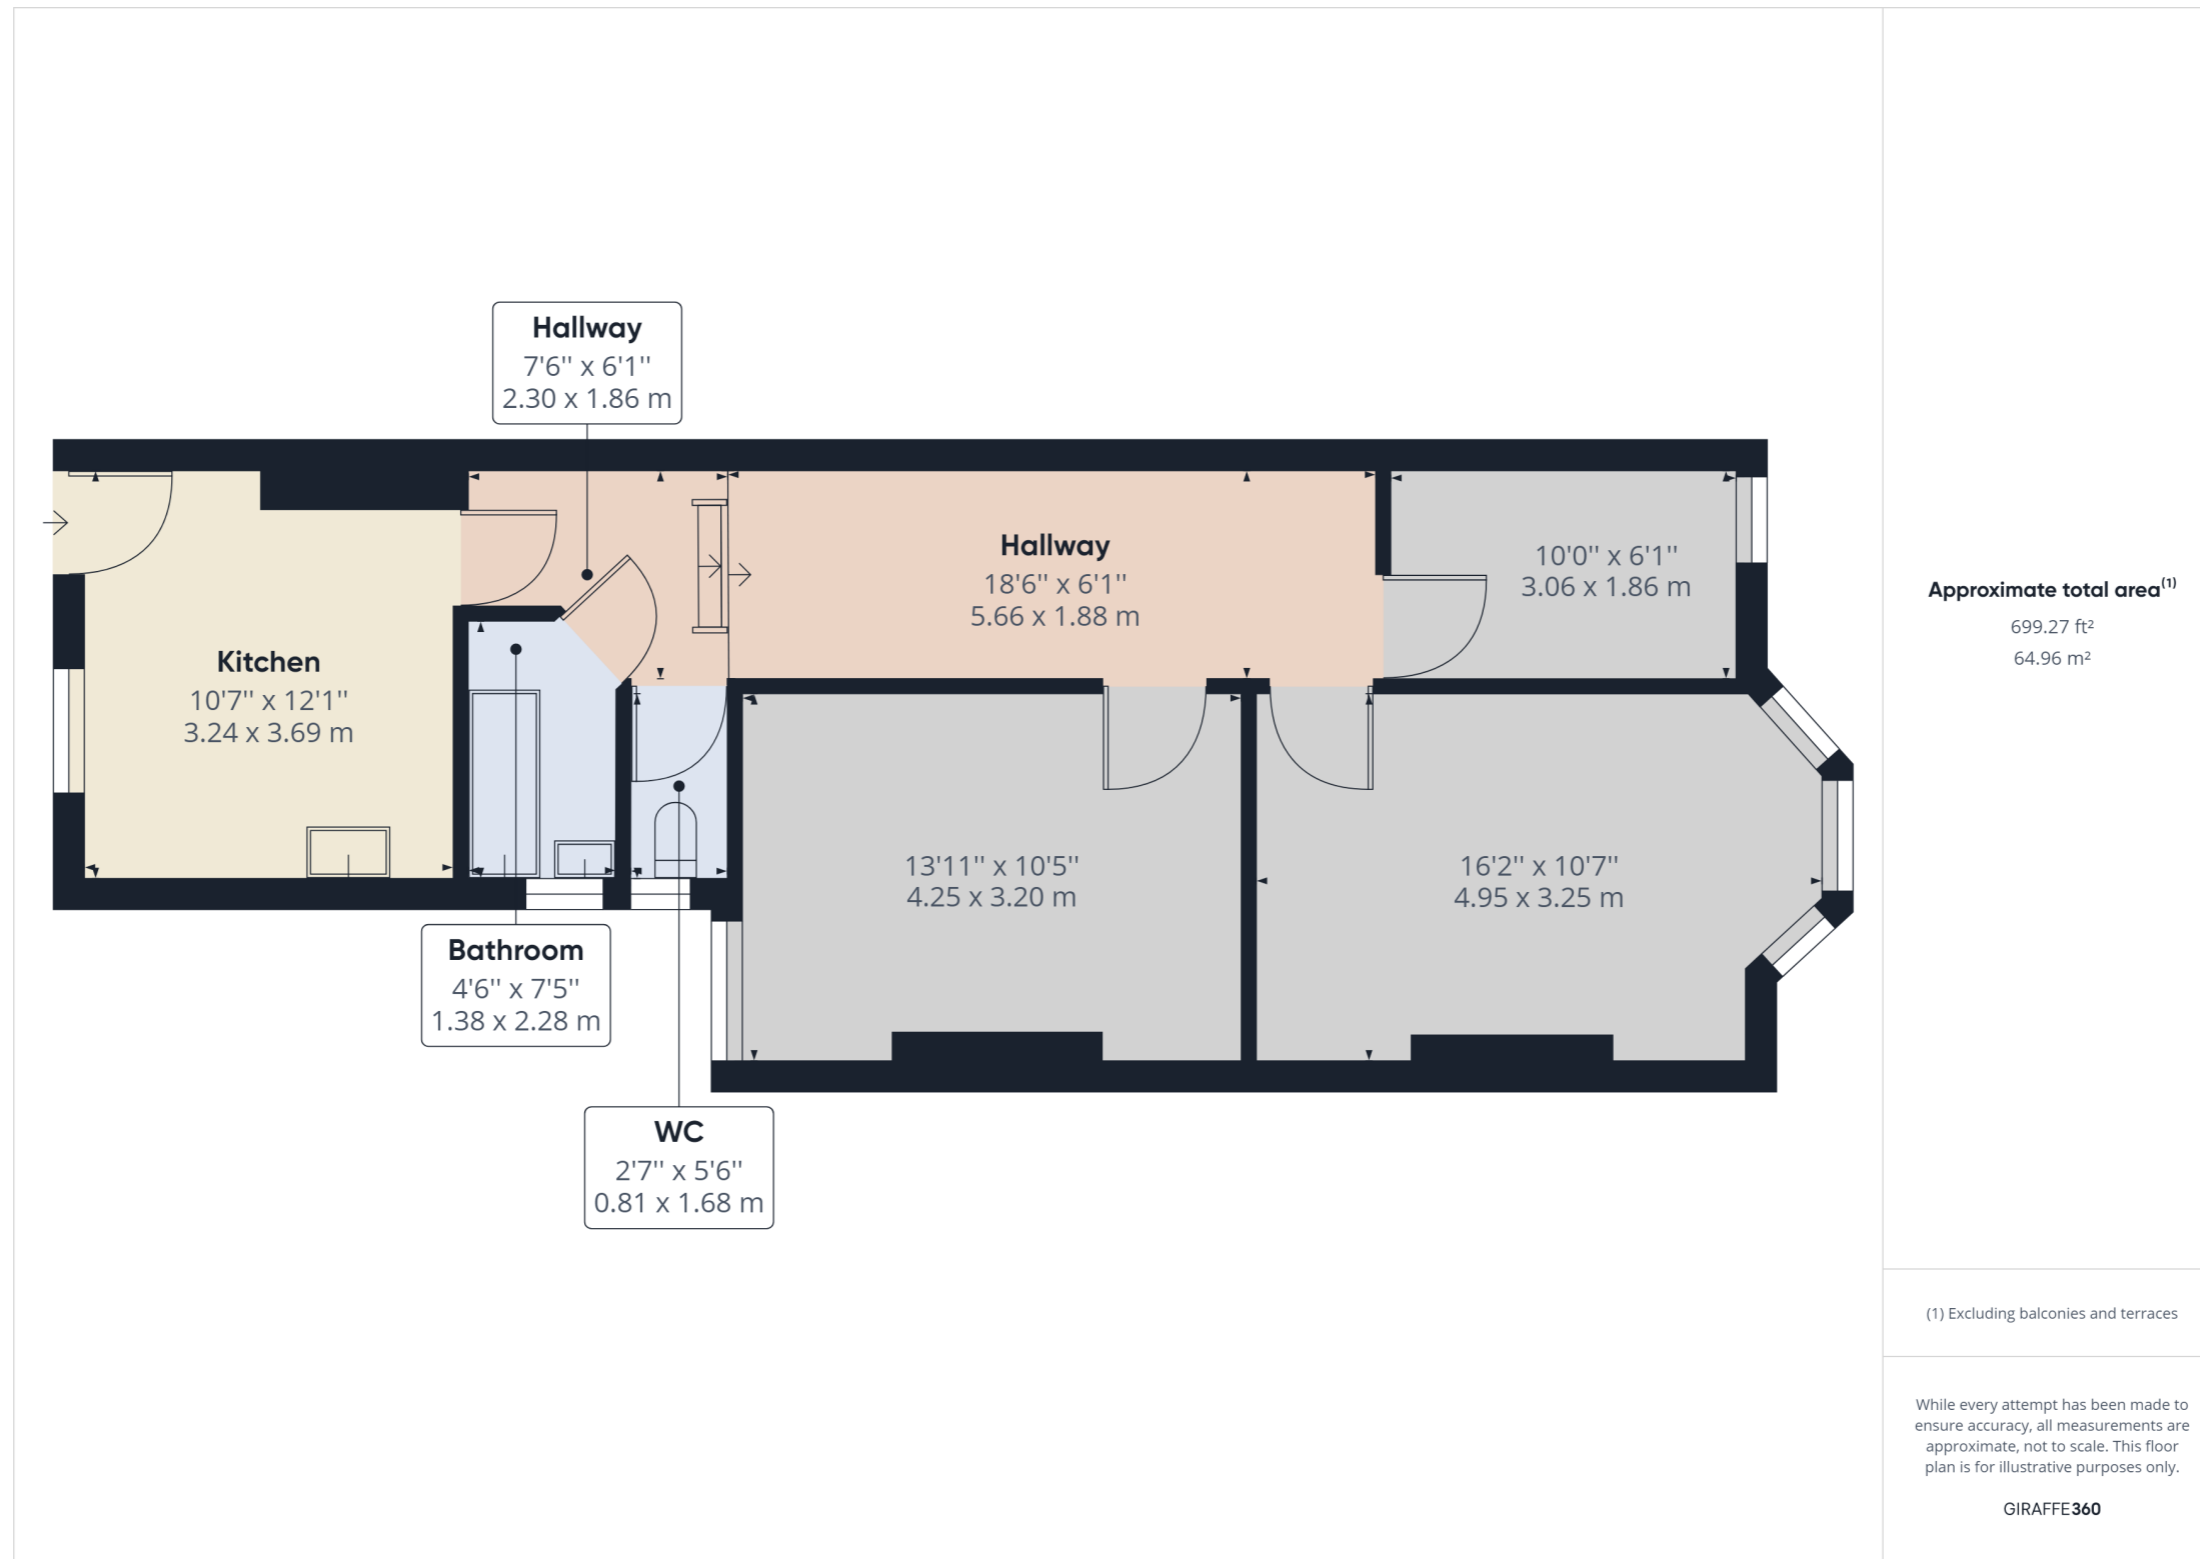 Hallway
7'6'' x 6'1''
2.30 x 1.86 m
Hallway
18'6'' x 6'1''
5.66 x 1.88 m
10'0'' x 6'1''
3.06 x 1.86 m
Kitchen
10'7'' x 12'1''
3.24 x 3.69 m
13'11'' x 10'5''
4.25 x 3.20 m
16'2'' x 10'7''
4.95 x 3.25 m
Bathroom
4'6'' x 7'5''
1.38 x 2.28 m
WC
2'7'' x 5'6''
0.81 x 1.68 m
Approximate total area(1)
699.27 ft²
64.96 m²
(1) Excluding balconies and terraces
While every attempt has been made to
ensure accuracy, all measurements are
approximate, not to scale. This floor
plan is for illustrative purposes only.
GIRAFFE360